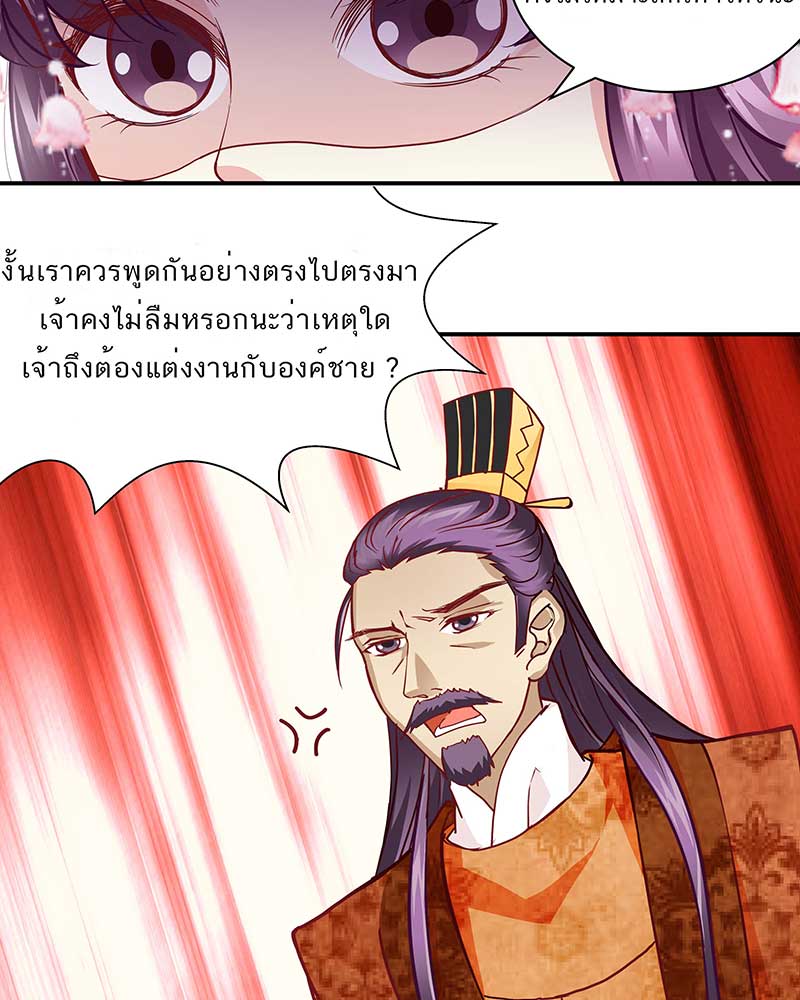 งั้นเราควรพูดกันอย่างตรงไปตรงมา
เจ้าคงไม่ลืมหรอกนะว่าเหตุใด
เจ้าถึงต้องแต่งงานกับองค์ชาย ?